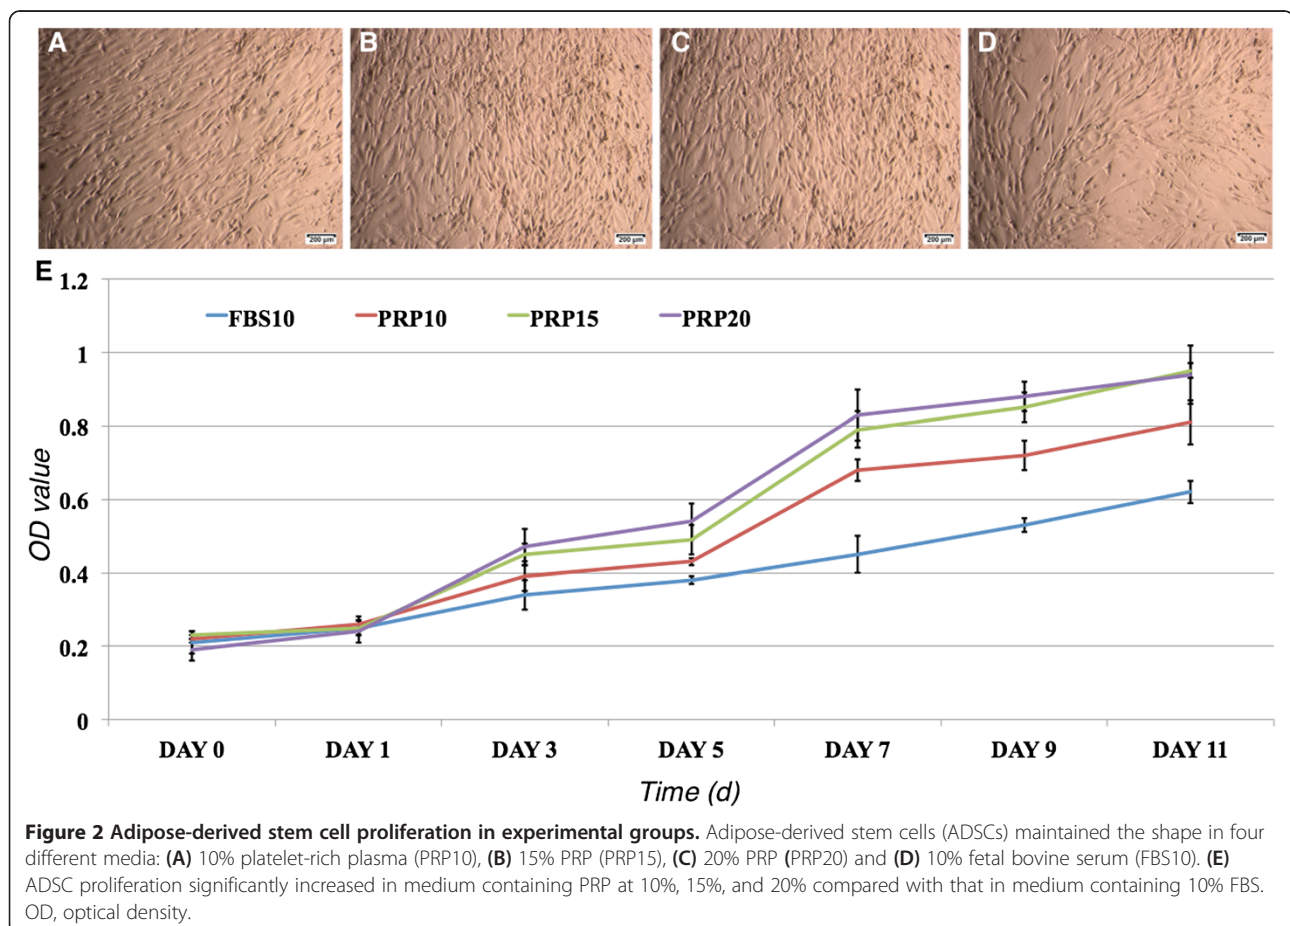 A B C D
200 µm 200 µm 200 µm 200 µm
E
1.2
FBS10 PRP10 PRP15 PRP20
1
0.8
0.6
0.4
0.2
0
OD value
DAY 0 DAY 1 DAY 3 DAY 5 DAY 7 DAY 9 DAY 11
Time (d)
Figure 2 Adipose-derived stem cell proliferation in experimental groups. Adipose-derived stem cells (ADSCs) maintained the shape in four
different media: (A) 10% platelet-rich plasma (PRP10), (B) 15% PRP (PRP15), (C) 20% PRP (PRP20) and (D) 10% fetal bovine serum (FBS10). (E)
ADSC proliferation significantly increased in medium containing PRP at 10%, 15%, and 20% compared with that in medium containing 10% FBS.
OD, optical density.